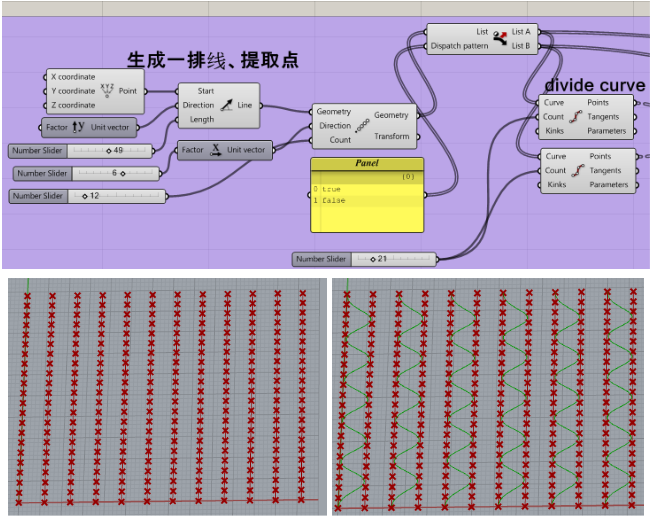 List
List A
Dispatch pattern
List B
生成一排线、提取点
divide curve
X coordinate
Y coordinate
Z coordinate
XYZ
Point
Start
Direction
Length
Line
Factor
y
Unit vector
Number Slider
49
Factor
x
Unit vector
Number Slider
6
Number Slider
12
Geometry
Direction
Count
Geometry
Transform
Panel
{0}
0 true
1 false
Curve
Count
Kinks
Points
Tangents
Parameters
Curve
Count
Kinks
Points
Tangents
Parameters
Number Slider
21